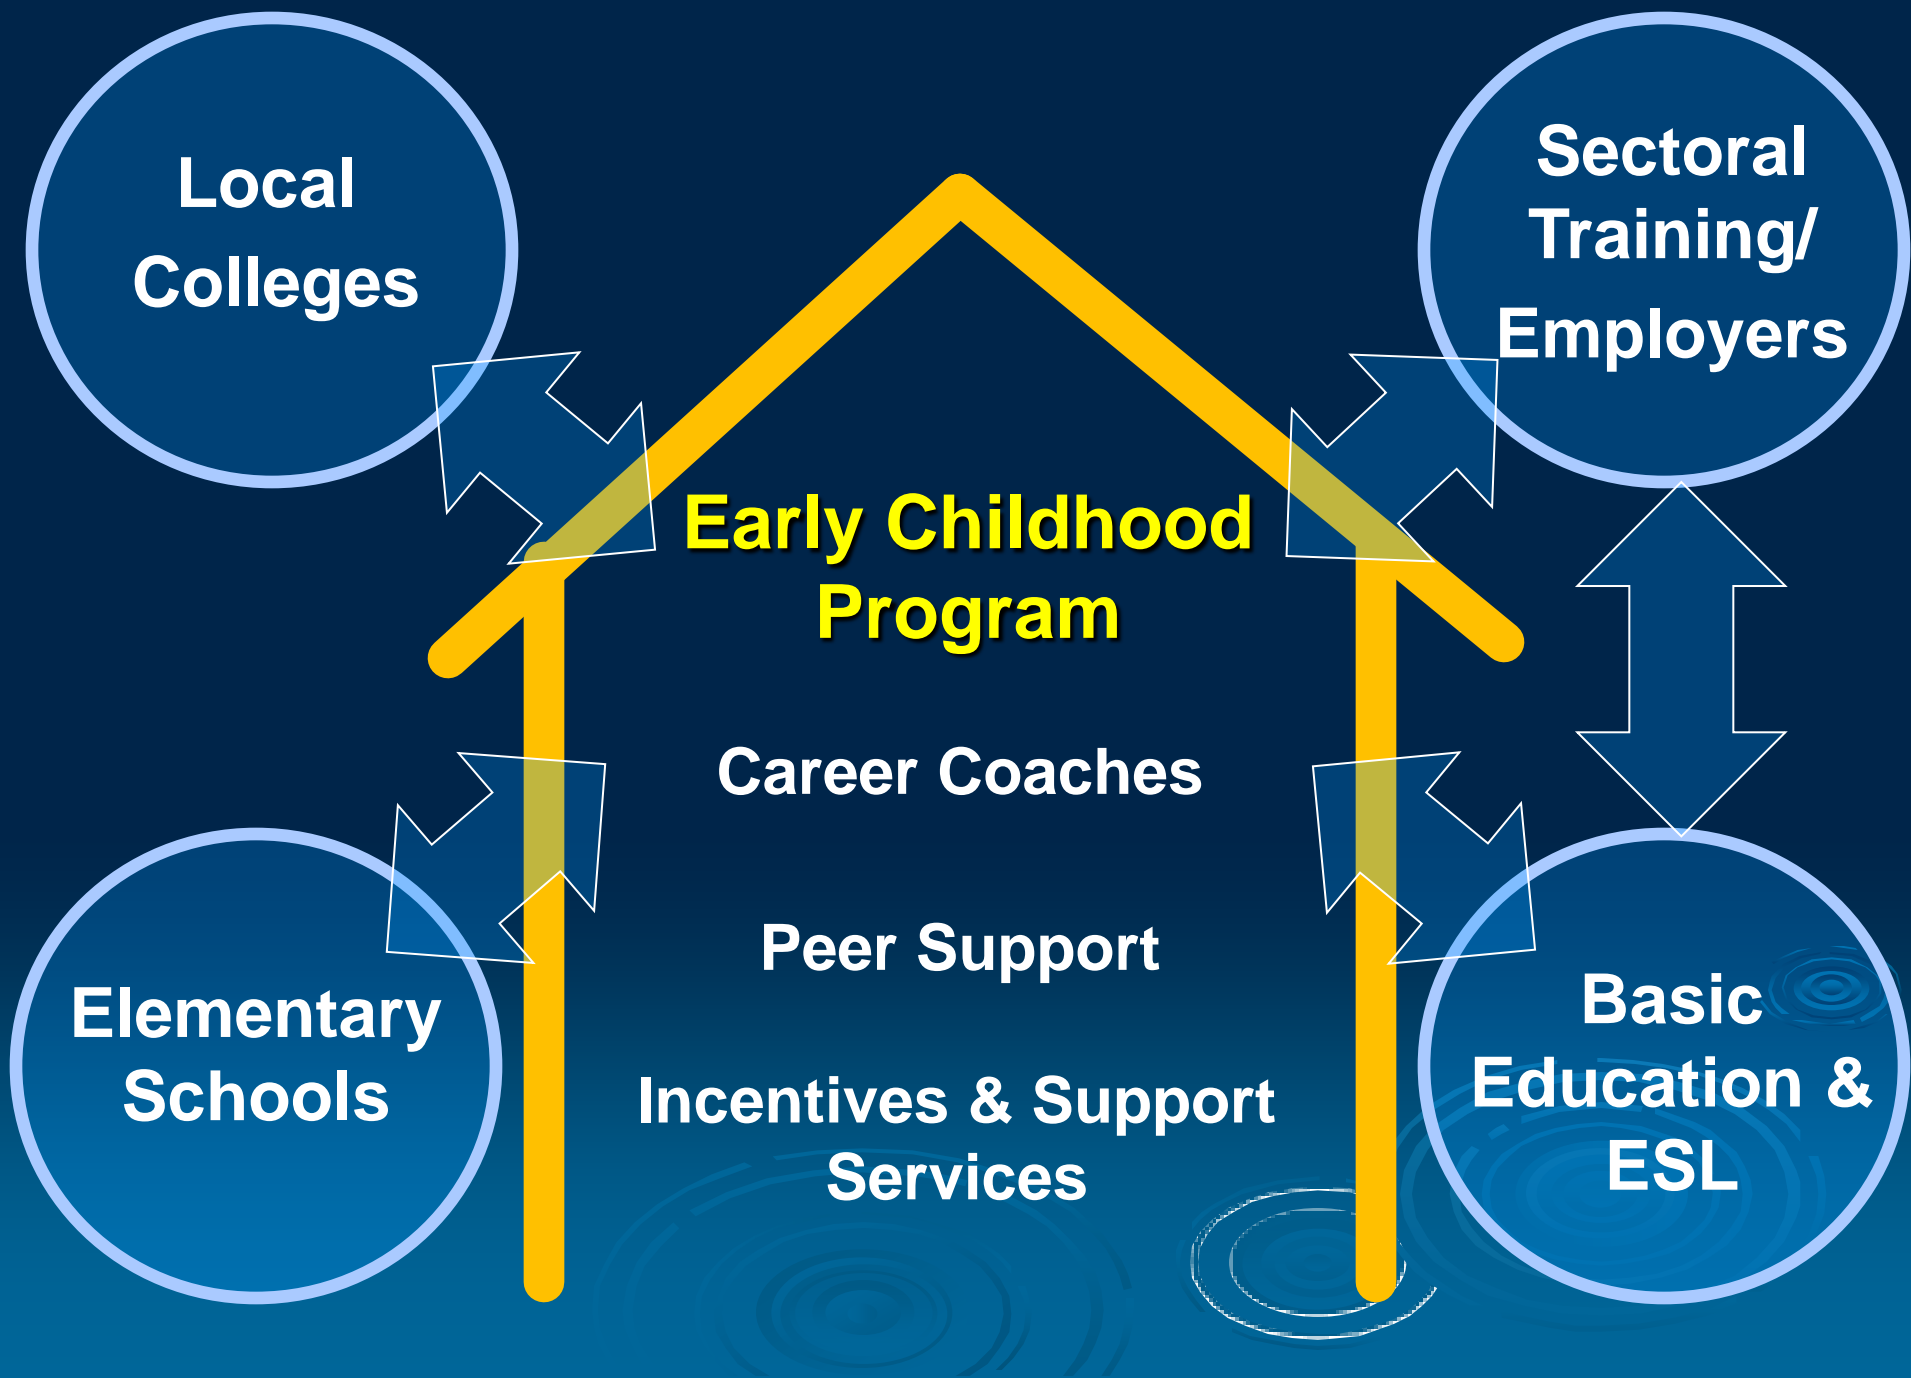 Local
Colleges
Sectoral
Training/
Employers
Early Childhood
Program
Career Coaches
Peer Support
Incentives & Support
Services
Elementary
Schools
Basic
Education &
ESL